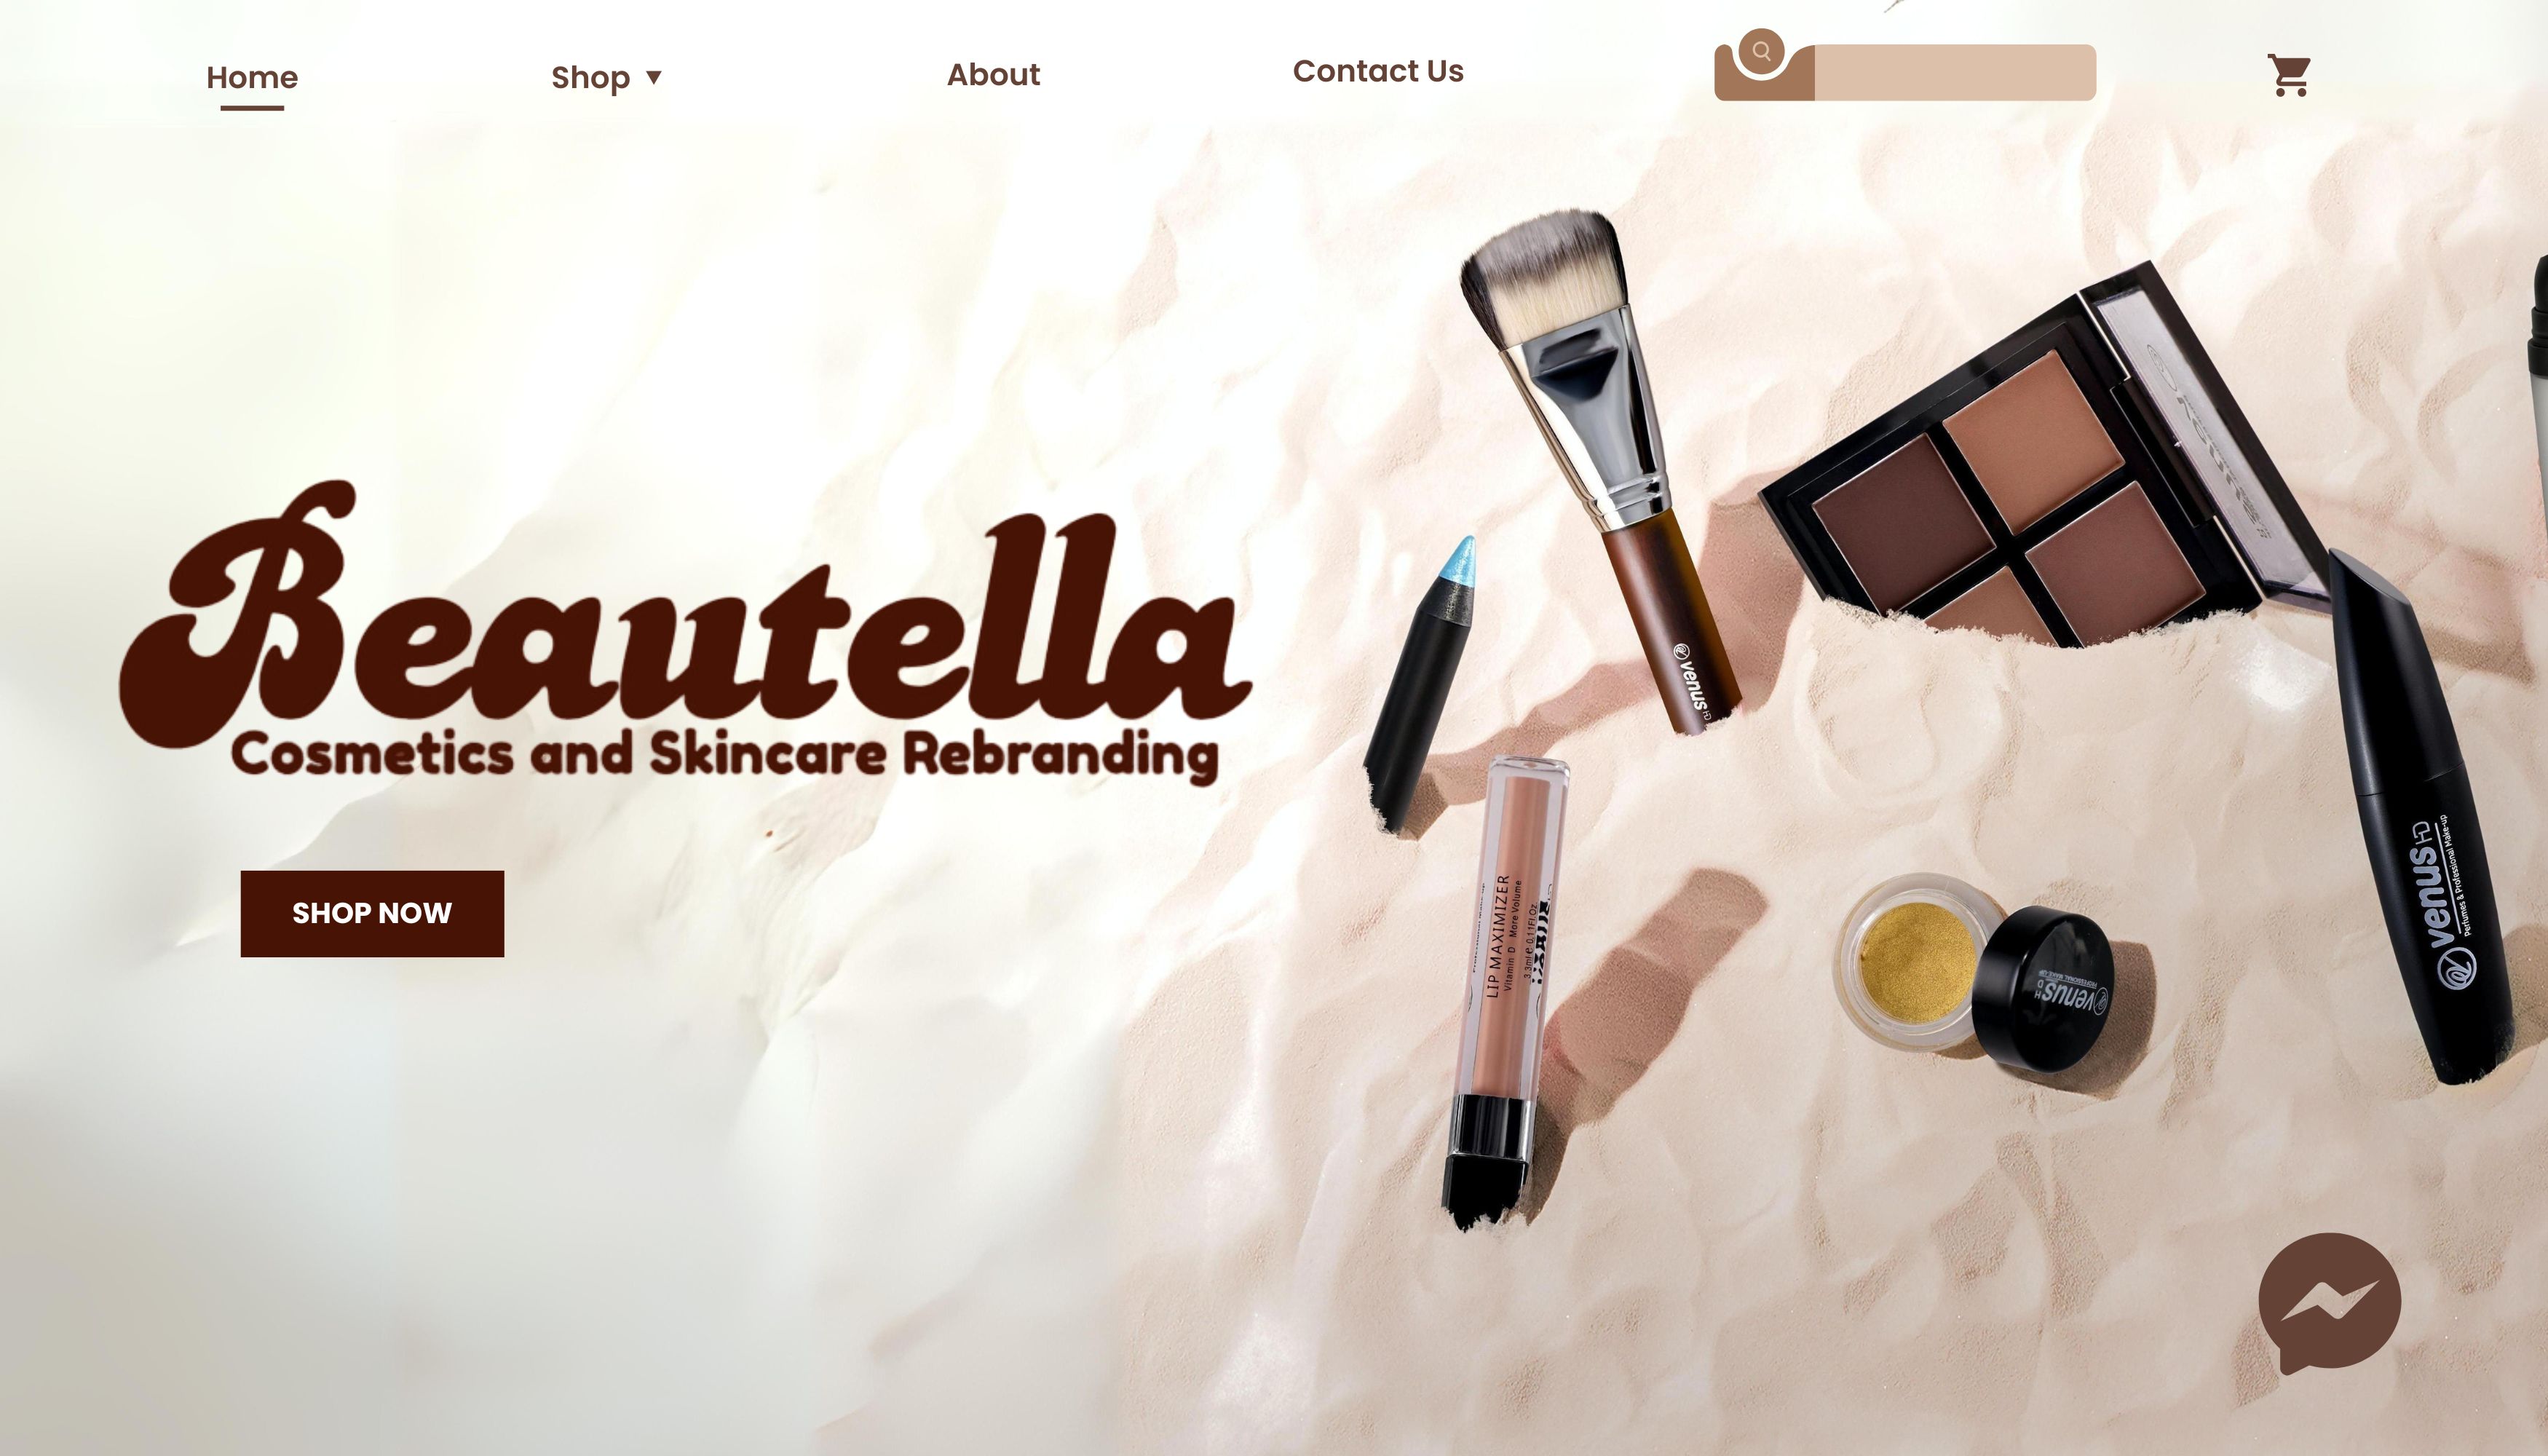 Home
Shop
About
Contact Us
Beautella
Cosmetics and Skincare Rebranding
SHOP NOW
venus
LIP MAXIMIZER
Vitamin D More Volume
3.3ml e 0.11Fl.Oz
venus HD
PROFESSIONAL MAKE-UP
venus HD
Perfumes & Professional Make-up